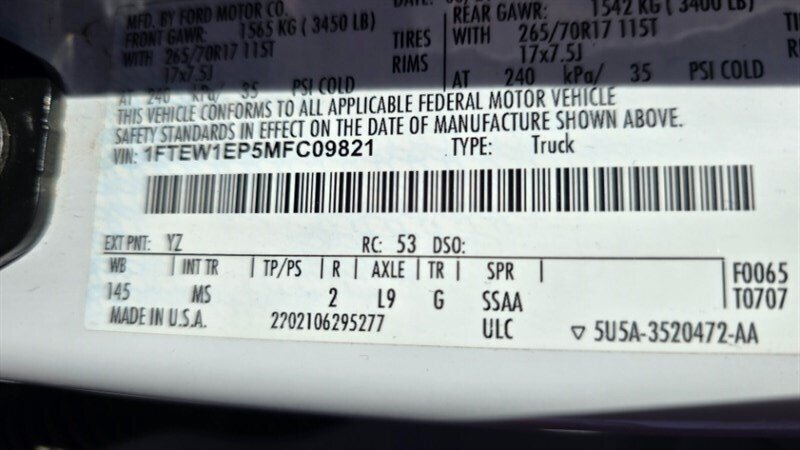 MFD. BY FORD MOTOR CO.
FRONT GAWR: 1565 KG ( 3450 LB)
WITH 265/70R17 115T TIRES
17x7.5J RIMS
AT 240 kPa/ 35 PSI COLD
REAR GAWR: 1542 KG ( 3400 LB)
WITH 265/70R17 115T
17x7.5J
AT 240 kPa/ 35 PSI COLD
THIS VEHICLE CONFORMS TO ALL APPLICABLE FEDERAL MOTOR VEHICLE
SAFETY STANDARDS IN EFFECT ON THE DATE OF MANUFACTURE SHOWN ABOVE.
VIN: 1FTEW1EP5MFC09821 TYPE: Truck
EXT PNT: YZ RC: 53 DSO:
WB INT TR TP/PS R AXLE TR SPR F0065
145 MS 2 L9 G SSAA T0707
MADE IN U.S.A. 2202106295277 ULC ▽ 5U5A-3520472-AA